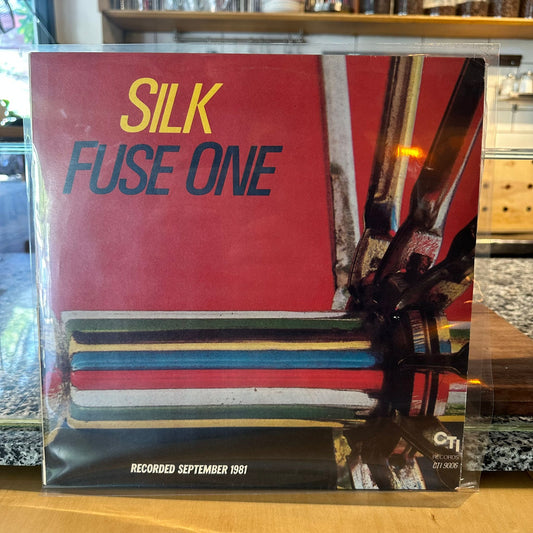 SILK
FUSE ONE
RECORDED SEPTEMBER 1981
CTI
RECORDS
CTI 9006